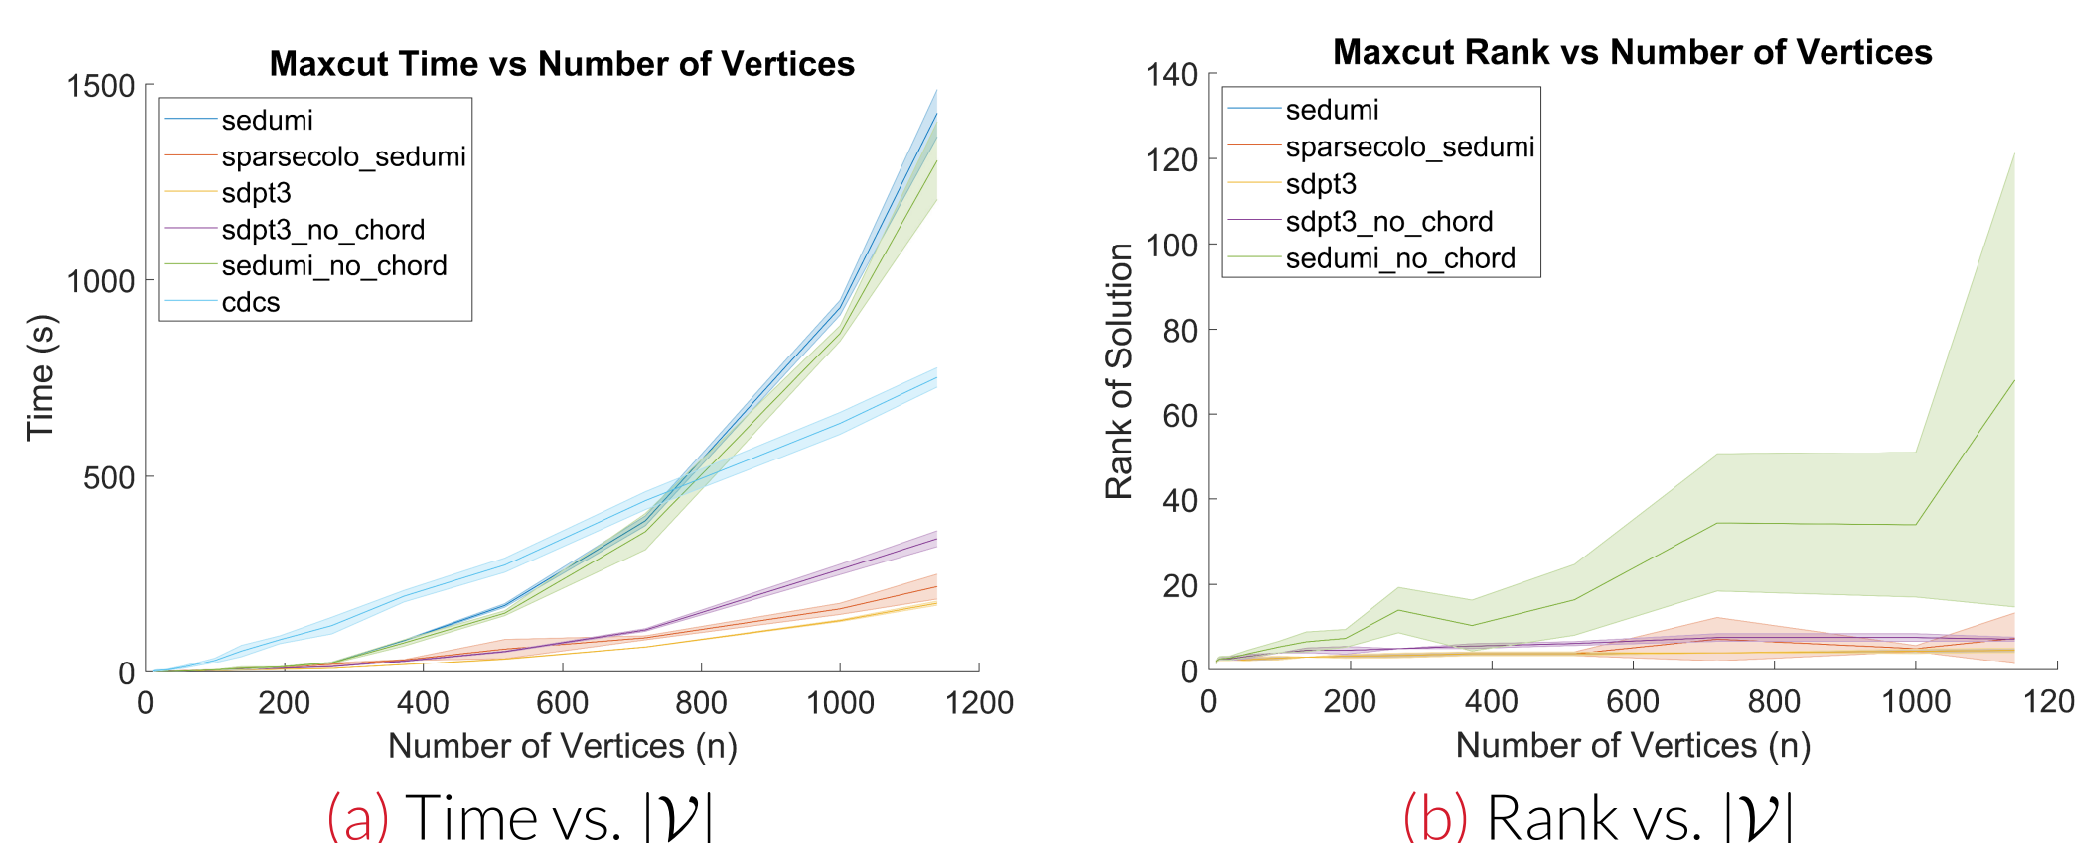 Maxcut Time vs Number of Vertices
1500
1000
500
0
Time (s)
sedumi
sparsecolo_sedumi
sdpt3
sdpt3_no_chord
sedumi_no_chord
cdcs
0 200 400 600 800 1000 1200
Number of Vertices (n)
(a) Time vs. |𝒱|
Maxcut Rank vs Number of Vertices
140
120
100
80
60
40
20
0
Rank of Solution
sedumi
sparsecolo_sedumi
sdpt3
sdpt3_no_chord
sedumi_no_chord
0 200 400 600 800 1000 120
Number of Vertices (n)
(b) Rank vs. |𝒱|